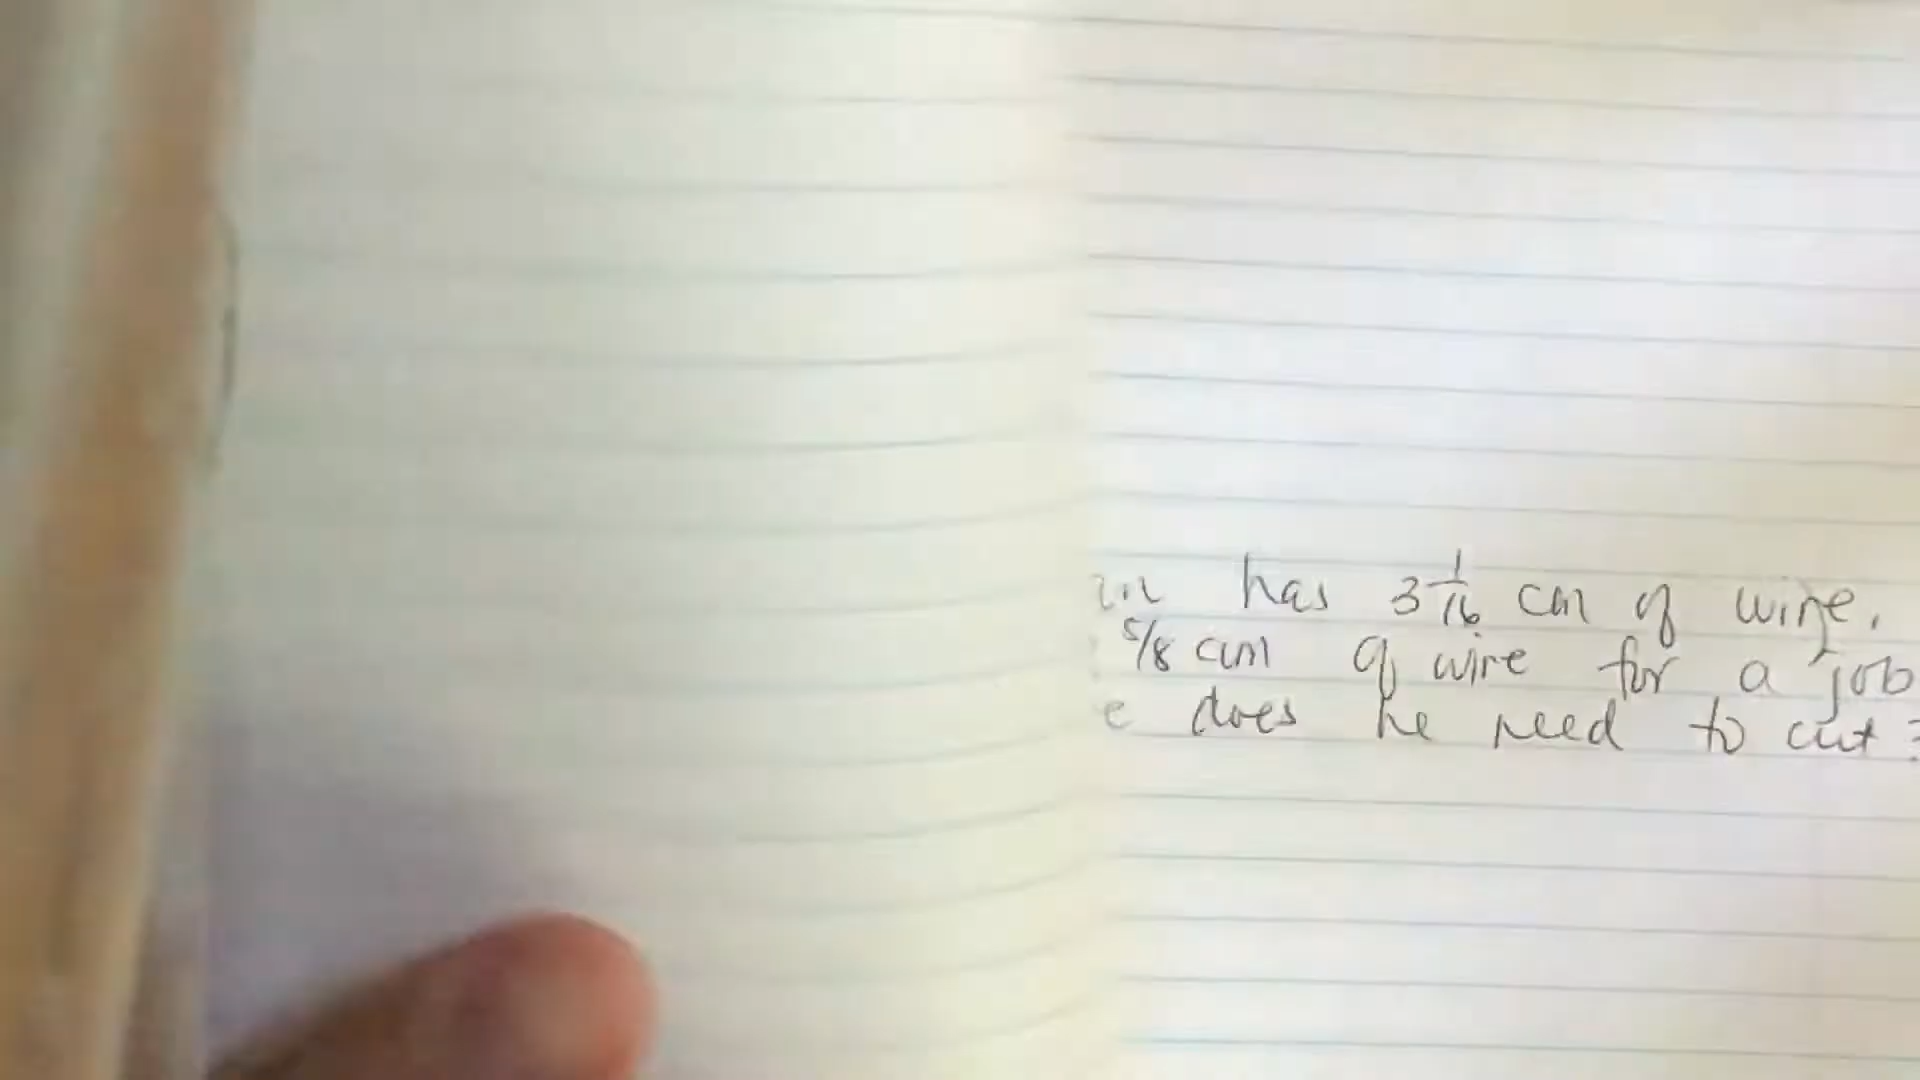 has 3 1/16 cm of wire.
5/8 cm of wire for a job
does he need to cut?